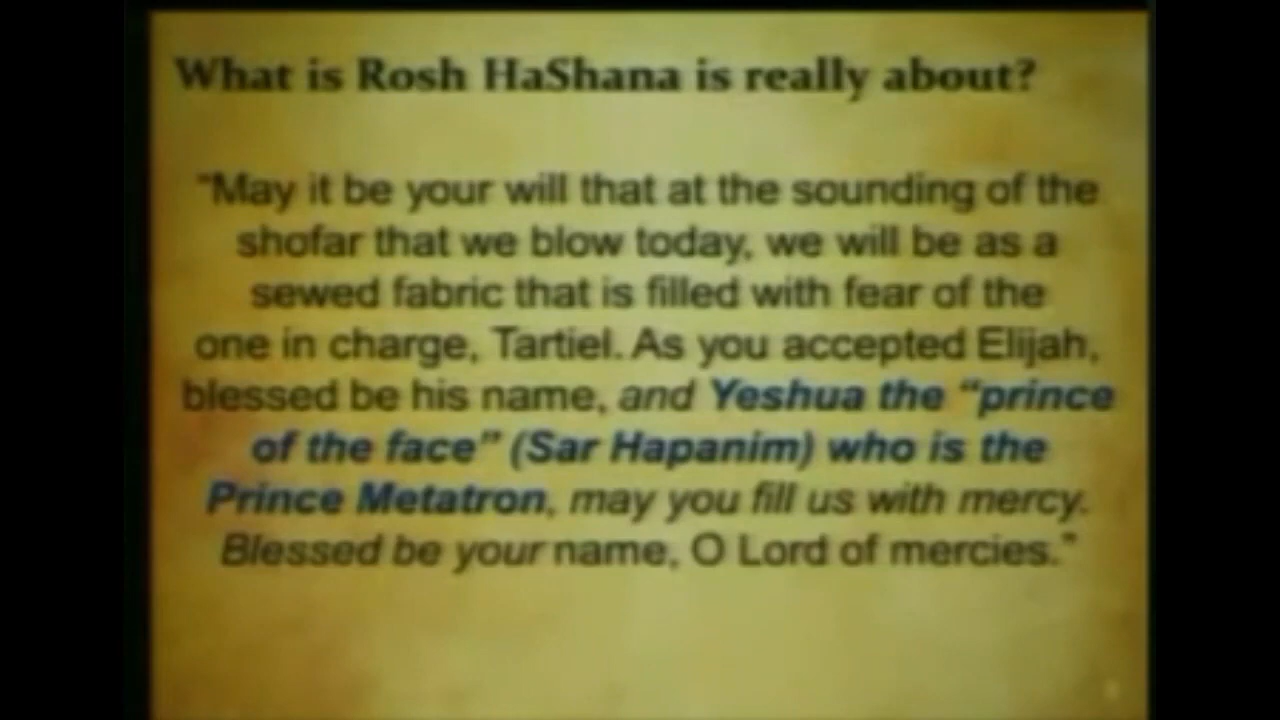 What is Rosh HaShana is really about?
“May it be your will that at the sounding of the
shofar that we blow today, we will be as a
sewed fabric that is filled with fear of the
one in charge, Tartiel. As you accepted Elijah,
blessed be his name, and Yeshua the “prince
of the face” (Sar Hapanim) who is the
Prince Metatron, may you fill us with mercy.
Blessed be your name, O Lord of mercies.”